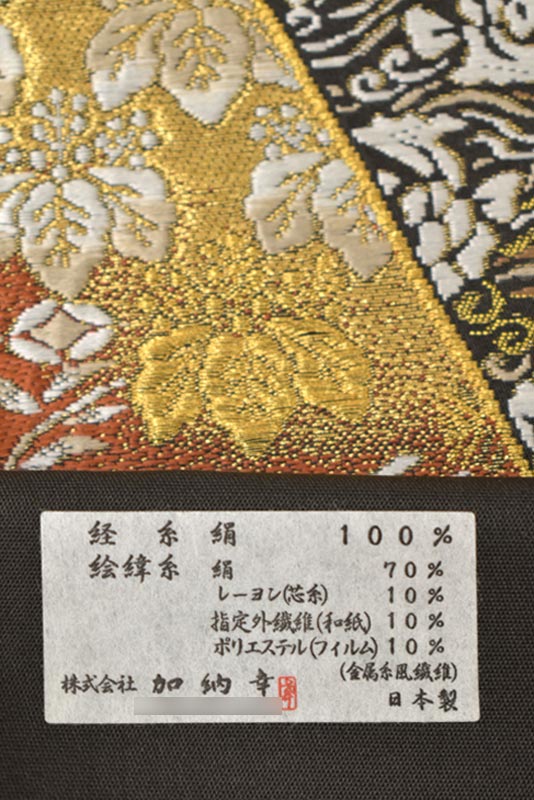 経糸 絹 100%
絵緯糸 絹 70%
レーヨン(芯糸) 10%
指定外繊維(和紙) 10%
ポリエステル(フィルム) 10%
(金属糸風繊維)
株式会社 加納幸
日本製